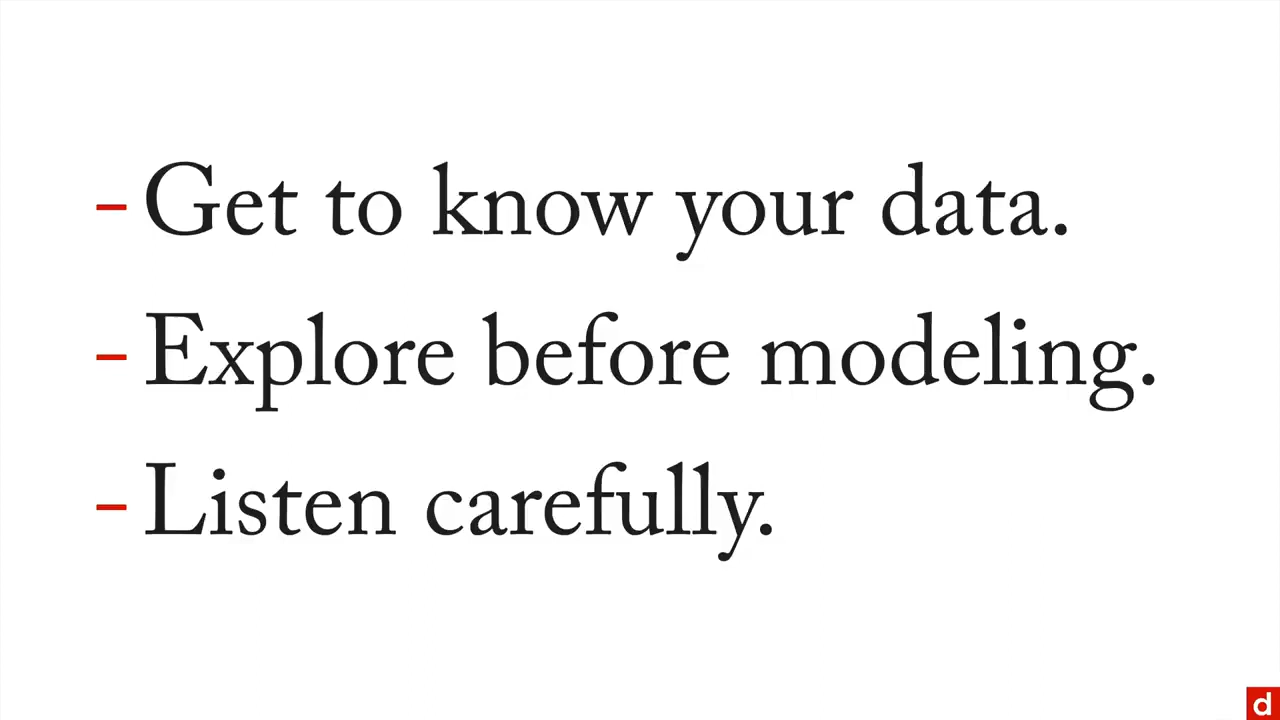 – Get to know your data.
– Explore before modeling.
– Listen carefully.
d